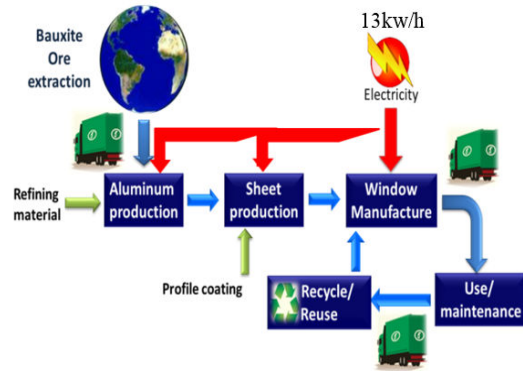 Bauxite
Ore
extraction
13kw/h
Electricity
Refining
material
Aluminum
production
Sheet
production
Window
Manufacture
Profile coating
Recycle/
Reuse
Use/
maintenance